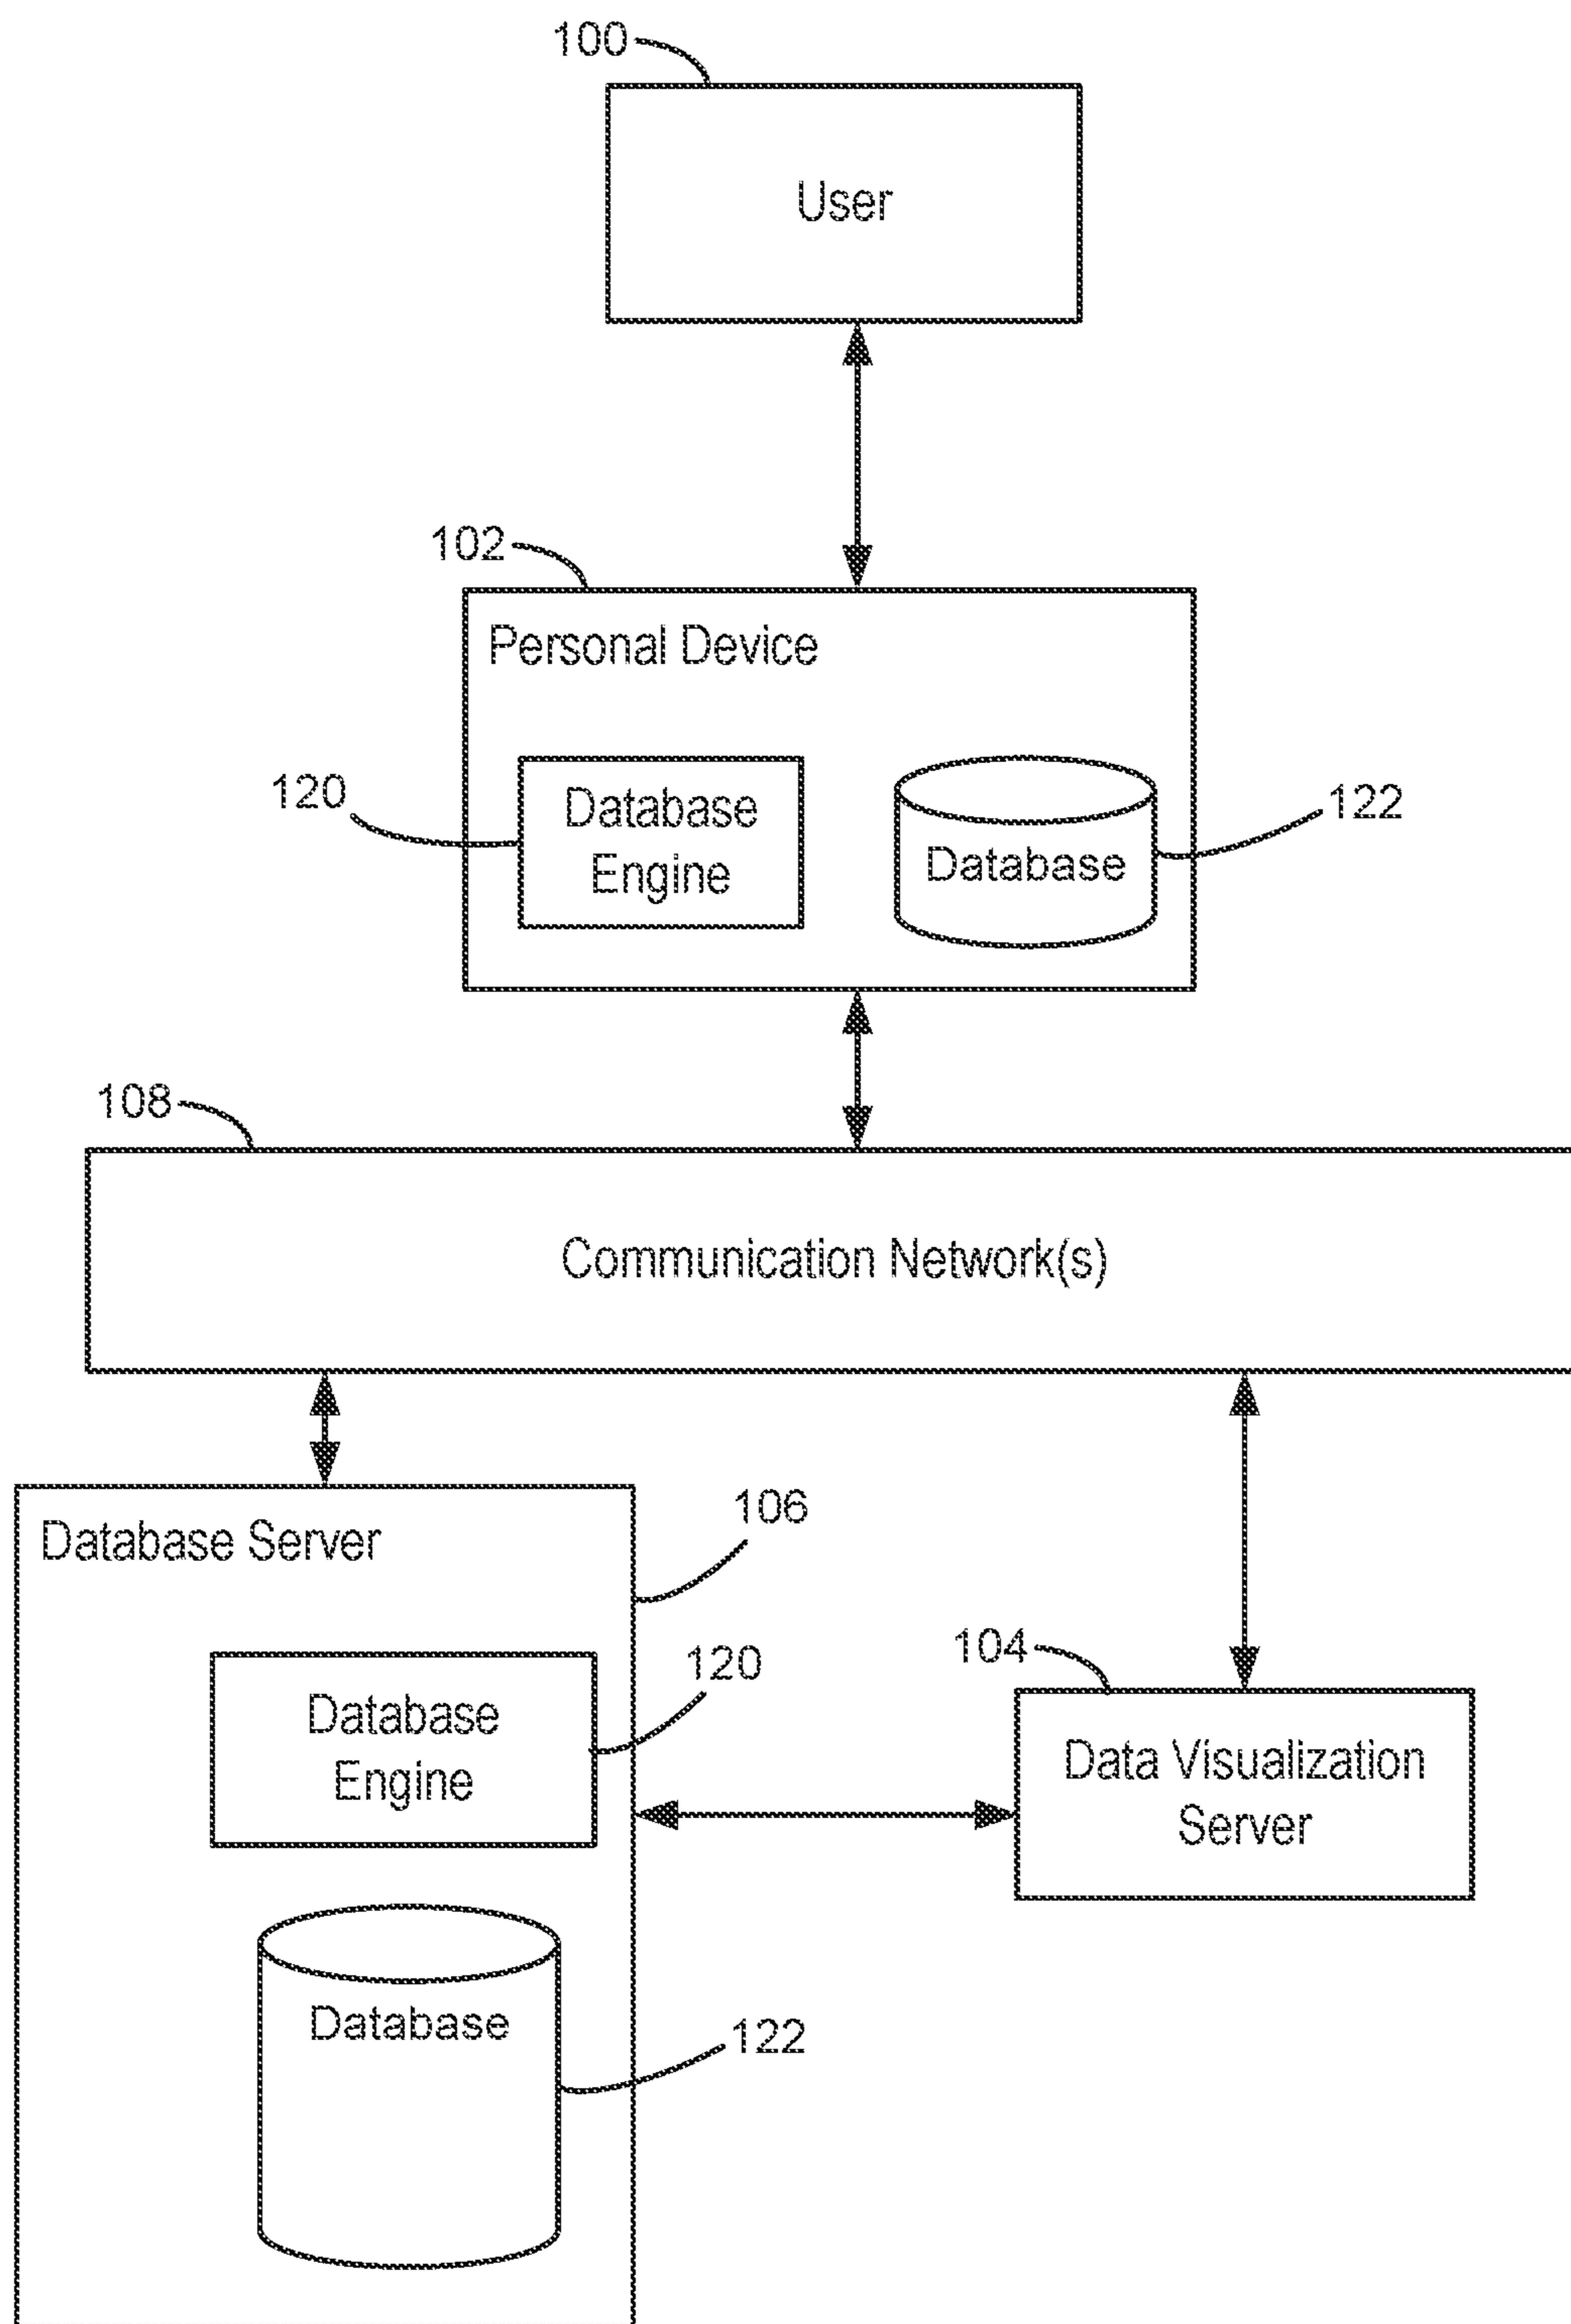 100
User
102
Personal Device
120
Database
Engine
Database
122
108
Communication Network(s)
Database Server
106
Database
Engine
120
104
Data Visualization
Server
Database
122